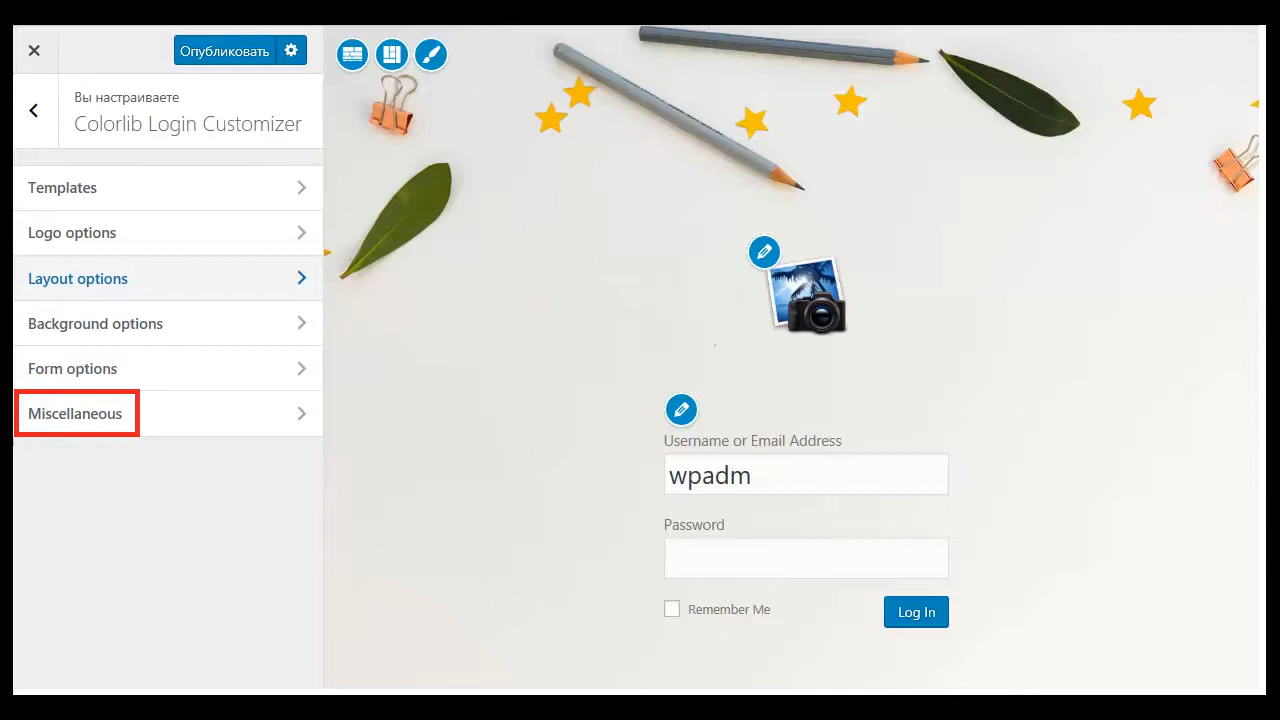 Опубликовать
Вы настраиваете
Colorlib Login Customizer
Templates
Logo options
Layout options
Background options
Form options
Miscellaneous
Username or Email Address
wpadm
Password
Remember Me
Log In